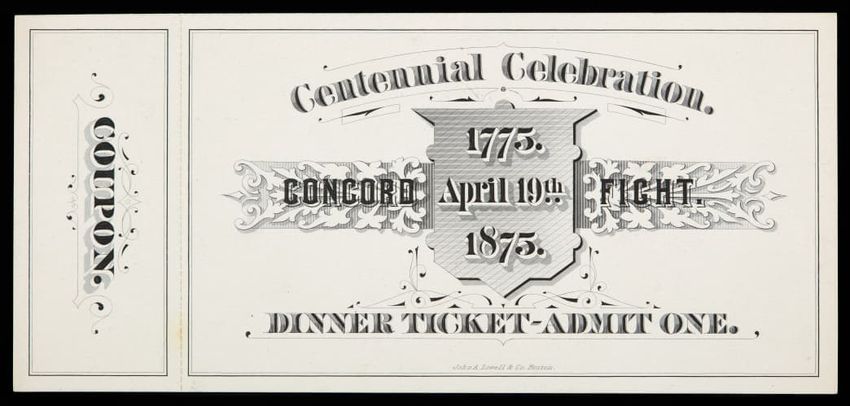 COUPON.
Centennial Celebration.
1775.
CONCORD April 19th FIGHT.
1875.
DINNER TICKET-ADMIT ONE.
John A. Lowell & Co. Boston.